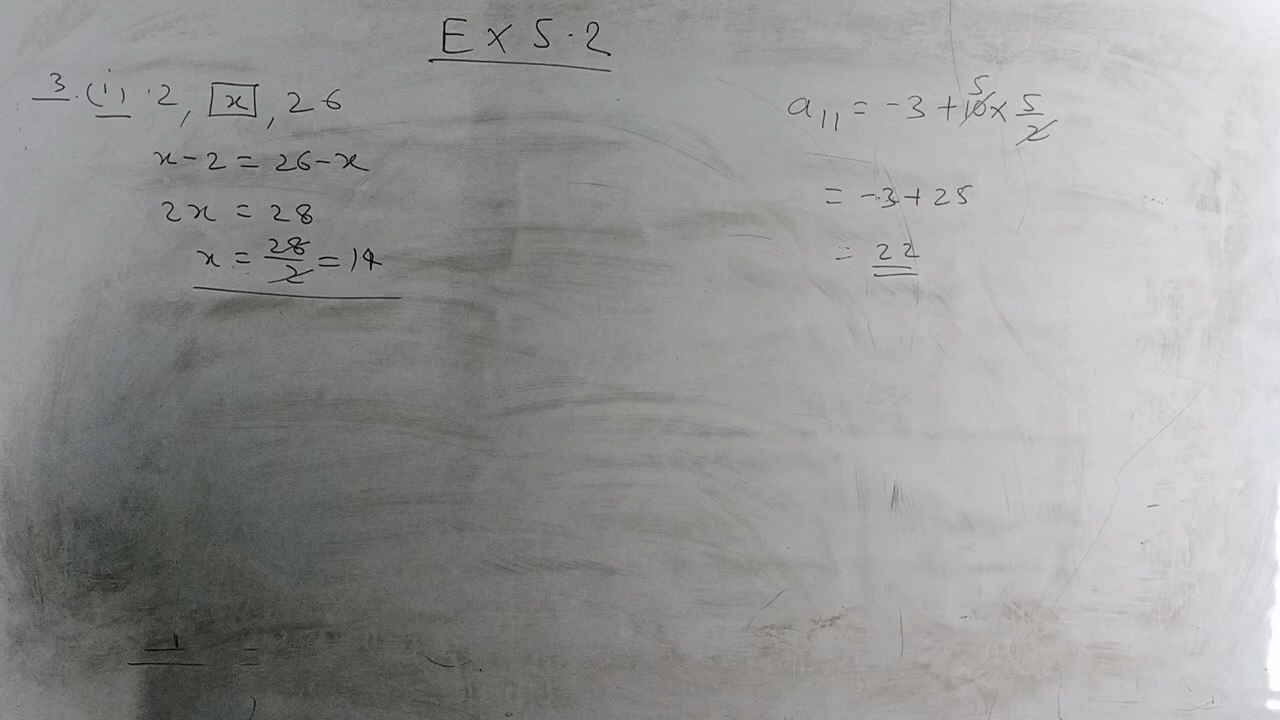 Ex 5.2
3. (i) 2, x, 26
x-2 = 26-x
2x = 28
x = 28/2 = 14
a11 = -3 + 10 5 x 5/2
= -3+25
= 22